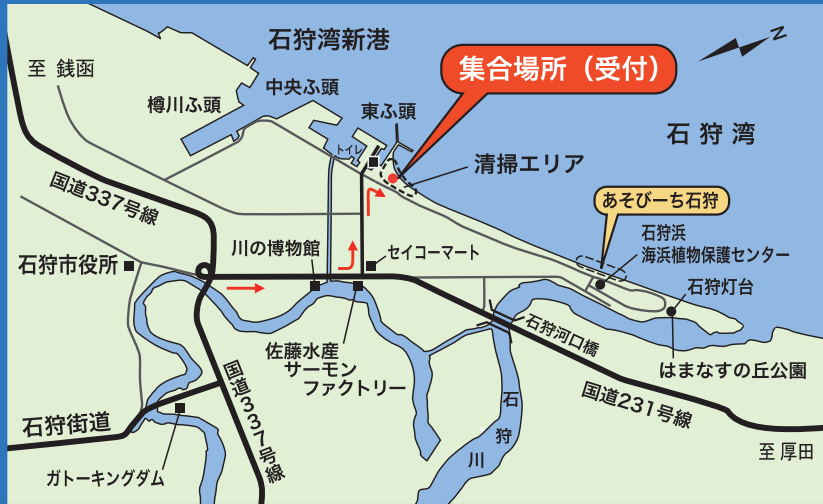 石狩湾新港
至 銭函
中央ふ頭
樽川ふ頭
東ふ頭
集合場所（受付）
N
石狩湾
トイレ
清掃エリア
国道337号線
あそびーち石狩
石狩浜
海浜植物保護センター
石狩市役所
川の博物館
セイコーマート
石狩灯台
佐藤水産
サーモン
ファクトリー
石狩河口橋
はまなすの丘公園
国道337号線
国道231号線
石狩川
石狩街道
至 厚田
ガトーキングダム